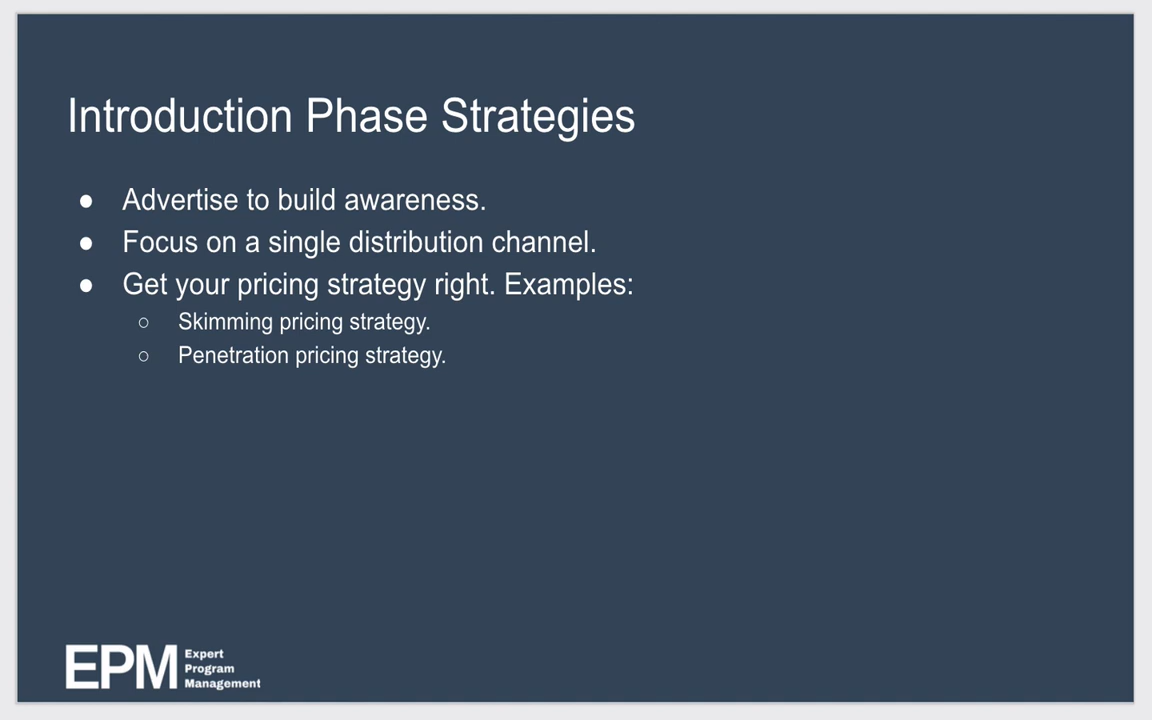 Introduction Phase Strategies
● Advertise to build awareness.
● Focus on a single distribution channel.
● Get your pricing strategy right. Examples:
○ Skimming pricing strategy.
○ Penetration pricing strategy.
EPM Expert
Program
Management